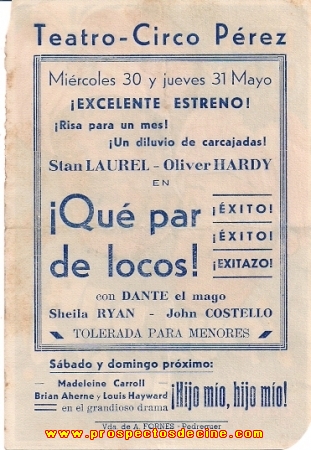 Teatro-Circo Pérez
Miércoles 30 y jueves 31 Mayo
¡EXCELENTE ESTRENO!
¡Risa para un mes!
¡Un diluvio de carcajadas!
Stan LAUREL - Oliver HARDY
EN
¡Qué par
de locos!
¡ÉXITO!
¡ÉXITO!
¡EXITAZO!
con DANTE el mago
Sheila RYAN - John COSTELLO
TOLERADA PARA MENORES
Sábado y domingo próximo:
Madeleine Carroll
Brian Aherne y Louis Hayward
en el grandioso drama
¡Hijo mío, hijo mío!
Vda. de A. FORNES - Pedreguer
www.prospectosdecine.com